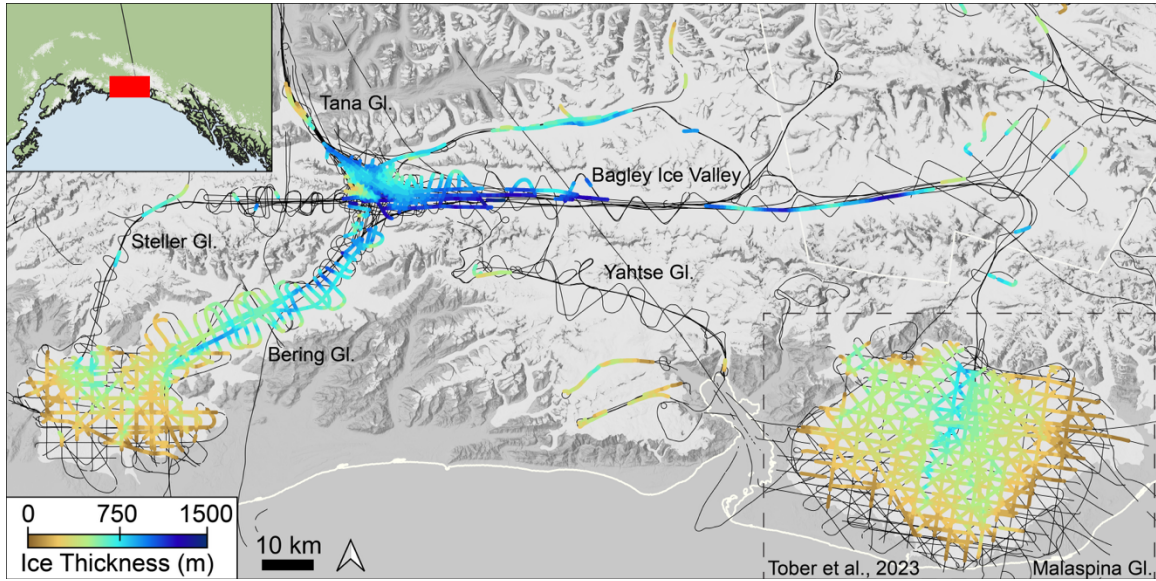 Tana Gl.
Bagley Ice Valley
Steller Gl.
Yahtse Gl.
Bering Gl.
0 750 1500
Ice Thickness (m)
10 km
Tober et al., 2023
Malaspina Gl.